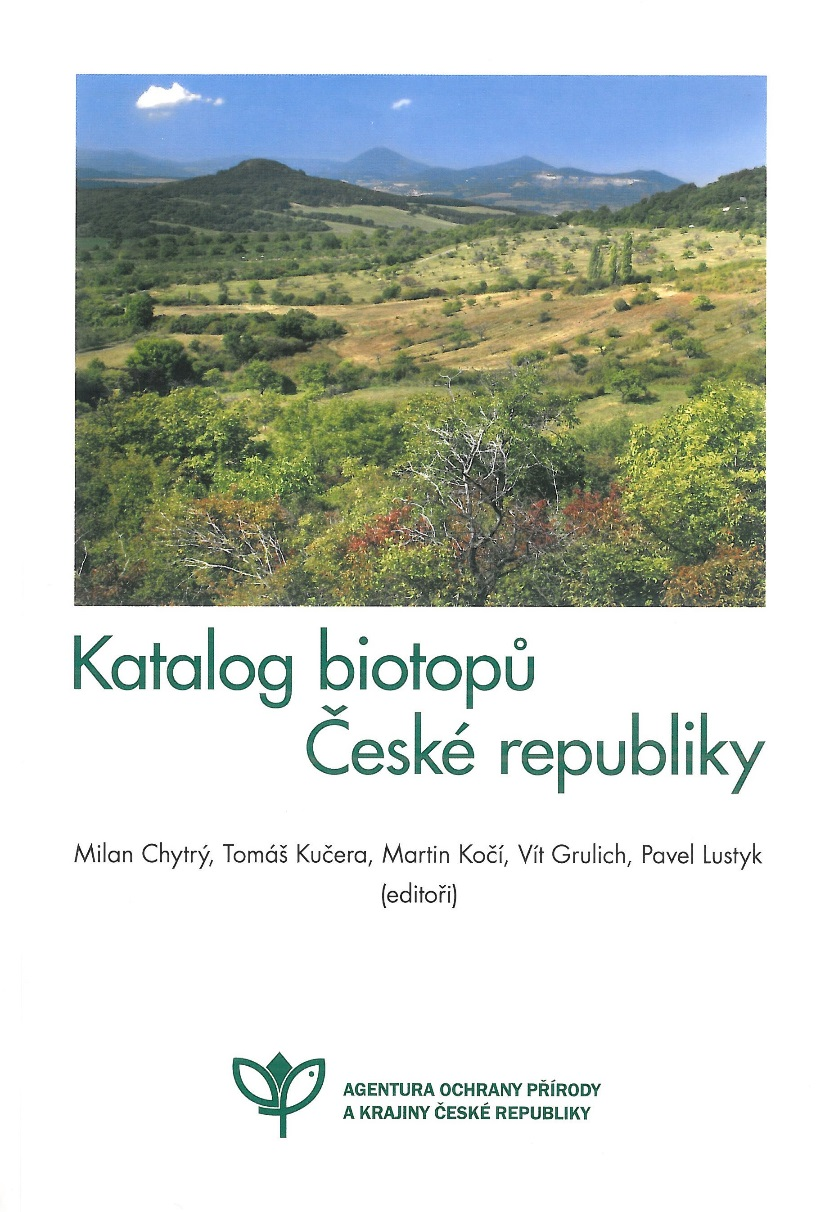 Katalog biotopů
České republiky
Milan Chytrý, Tomáš Kučera, Martin Kočí, Vít Grulich, Pavel Lustyk
(editoři)
AGENTURA OCHRANY PŘÍRODY
A KRAJINY ČESKÉ REPUBLIKY